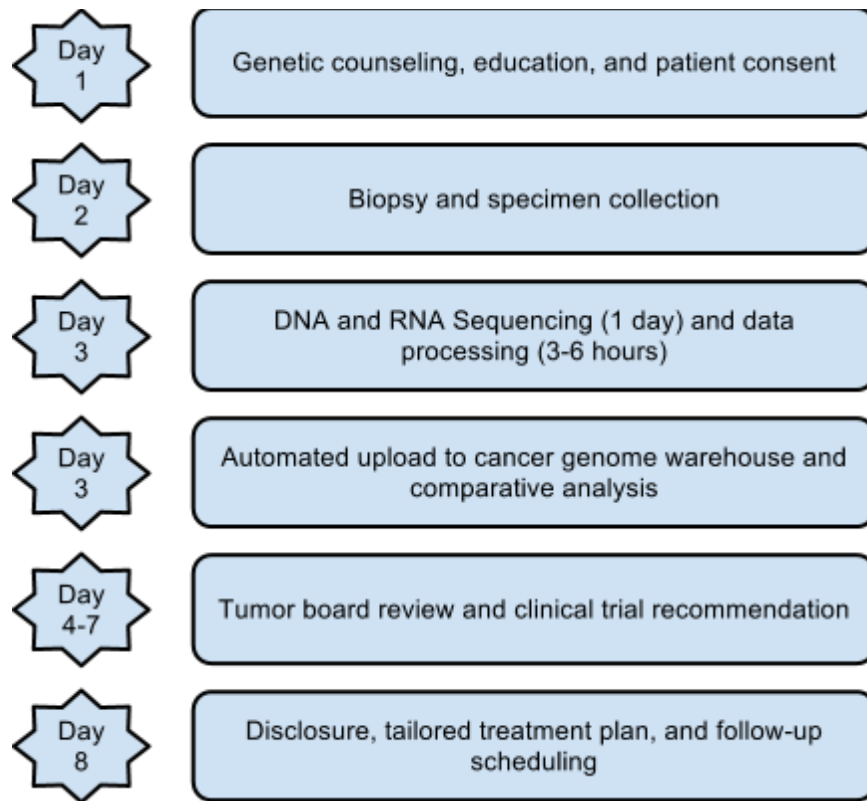 Day
1
Genetic counseling, education, and patient consent
Day
2
Biopsy and specimen collection
Day
3
DNA and RNA Sequencing (1 day) and data
processing (3-6 hours)
Day
3
Automated upload to cancer genome warehouse and
comparative analysis
Day
4-7
Tumor board review and clinical trial recommendation
Day
8
Disclosure, tailored treatment plan, and follow-up
scheduling